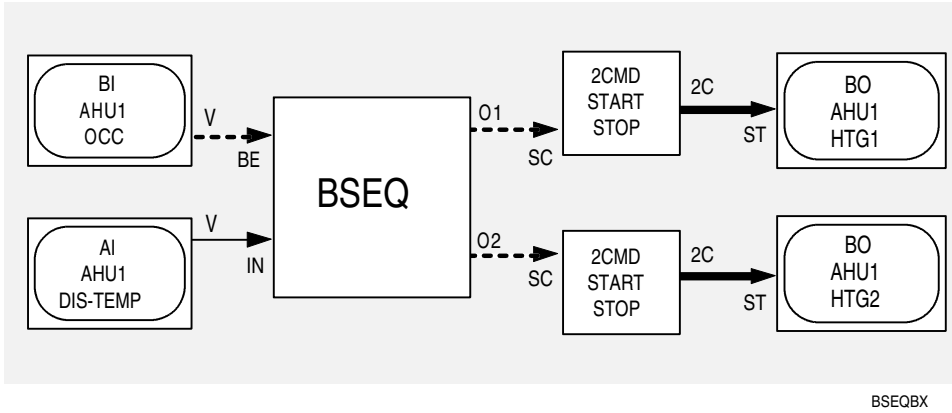 BI
AHU1
OCC
V
BE
AI
AHU1
DIS-TEMP
V
IN
BSEQ
O1
SC
2CMD
START
STOP
2C
ST
BO
AHU1
HTG1
O2
SC
2CMD
START
STOP
2C
ST
BO
AHU1
HTG2
BSEQBX